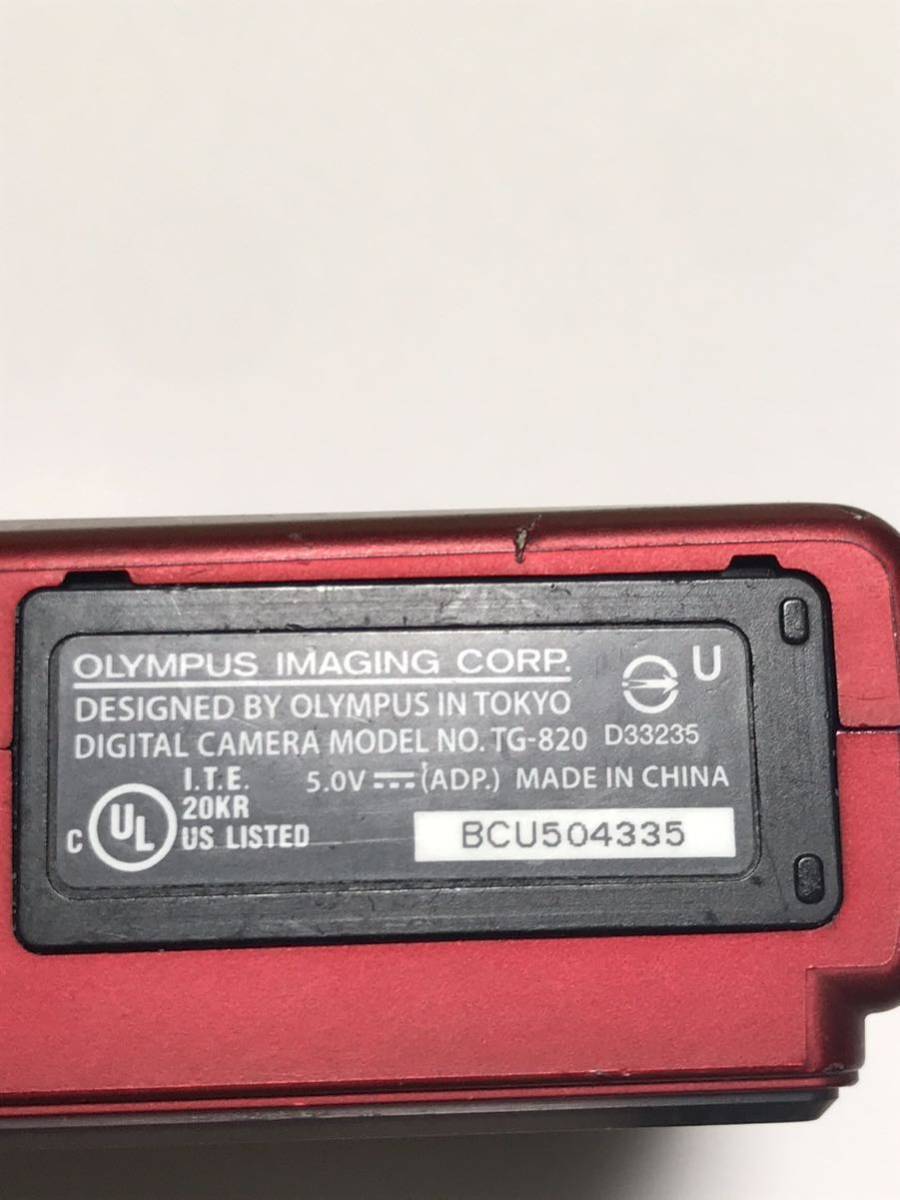 OLYMPUS IMAGING CORP.
U
DESIGNED BY OLYMPUS IN TOKYO
DIGITAL CAMERA MODEL NO. TG-820 D33235
I.T.E. 5.0V ⎓ (ADP.) MADE IN CHINA
20KR
C UL US LISTED
BCU504335